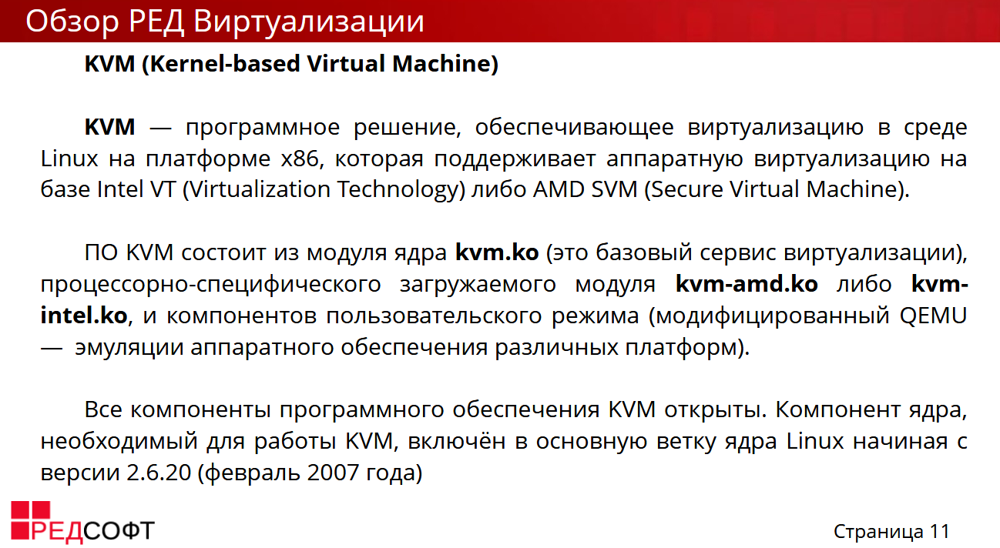 Обзор РЕД Виртуализации
KVM (Kernel-based Virtual Machine)
KVM — программное решение, обеспечивающее виртуализацию в среде
Linux на платформе x86, которая поддерживает аппаратную виртуализацию на
базе Intel VT (Virtualization Technology) либо AMD SVM (Secure Virtual Machine).
ПО KVM состоит из модуля ядра kvm.ko (это базовый сервис виртуализации),
процессорно-специфического загружаемого модуля kvm-amd.ko либо kvm-
intel.ko, и компонентов пользовательского режима (модифицированный QEMU
— эмуляции аппаратного обеспечения различных платформ).
Все компоненты программного обеспечения KVM открыты. Компонент ядра,
необходимый для работы KVM, включён в основную ветку ядра Linux начиная с
версии 2.6.20 (февраль 2007 года)
РЕДСОФТ
Страница 11